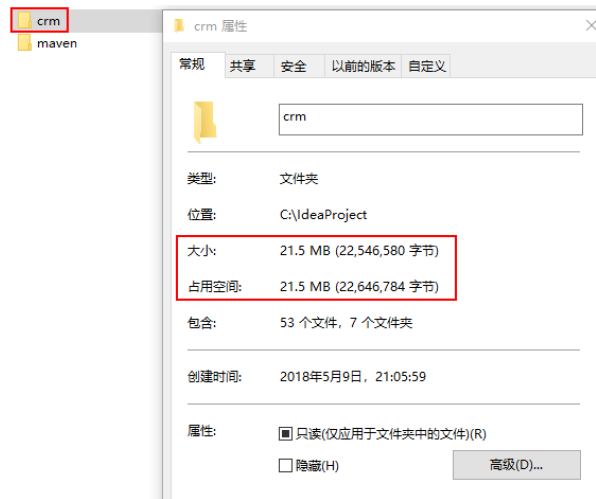 crm
maven
crm 属性
常规 共享 安全 以前的版本 自定义
crm
类型: 文件夹
位置: C:\IdeaProject
大小: 21.5 MB (22,546,580 字节)
占用空间: 21.5 MB (22,646,784 字节)
包含: 53 个文件，7 个文件夹
创建时间: 2018年5月9日，21:05:59
属性: 只读(仅应用于文件夹中的文件)(R)
隐藏(H) 高级(D)...